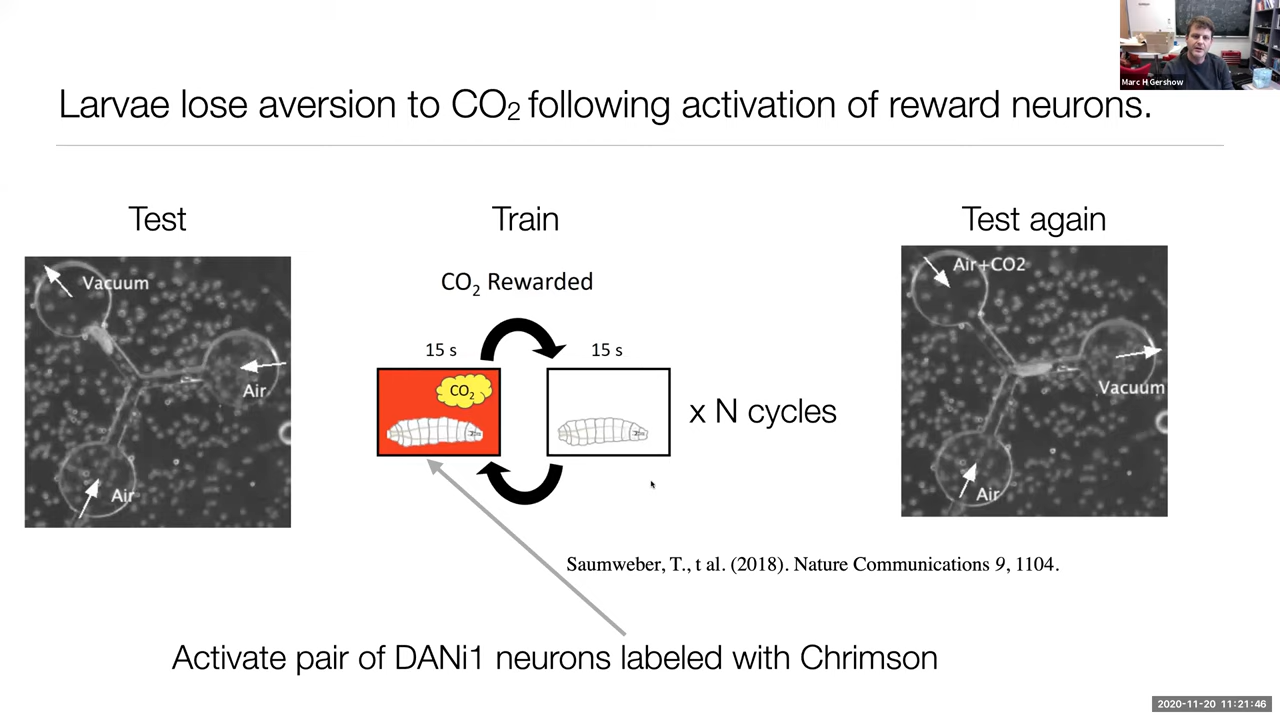 Marc H Gershow
Larvae lose aversion to CO2 following activation of reward neurons.
Test
Train
Test again
Vacuum
Air
Air
CO2 Rewarded
15 s
15 s
CO2
x N cycles
Air+CO2
Vacuum
Air
Saumweber, T., t al. (2018). Nature Communications 9, 1104.
Activate pair of DANi1 neurons labeled with Chrimson
2020-11-20 11:21:46